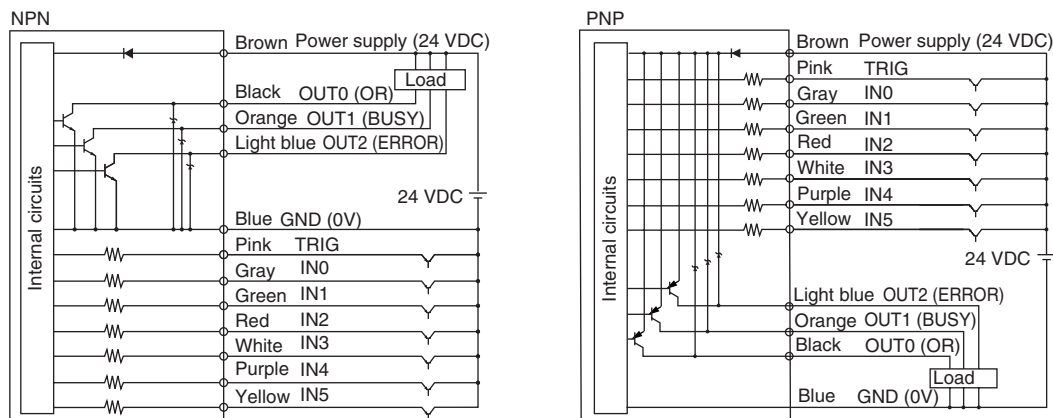 NPN
Brown Power supply (24 VDC)
Load
Black OUT0 (OR)
Orange OUT1 (BUSY)
Light blue OUT2 (ERROR)
24 VDC
Internal circuits
Blue GND (0V)
Pink TRIG
Gray IN0
Green IN1
Red IN2
White IN3
Purple IN4
Yellow IN5
PNP
Brown Power supply (24 VDC)
Pink TRIG
Gray IN0
Green IN1
Red IN2
White IN3
Purple IN4
Yellow IN5
Internal circuits
24 VDC
Light blue OUT2 (ERROR)
Orange OUT1 (BUSY)
Black OUT0 (OR)
Load
Blue GND (0V)